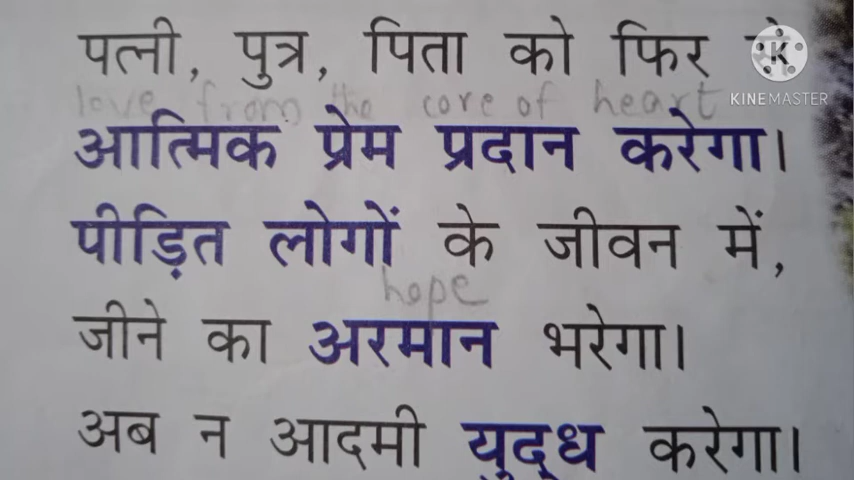 पत्नी, पुत्र, पिता को फिर से
KINEMASTER
love from the core of heart
आत्मिक प्रेम प्रदान करेगा।
पीड़ित लोगों के जीवन में,
hope
जीने का अरमान भरेगा।
अब न आदमी युद्ध करेगा।